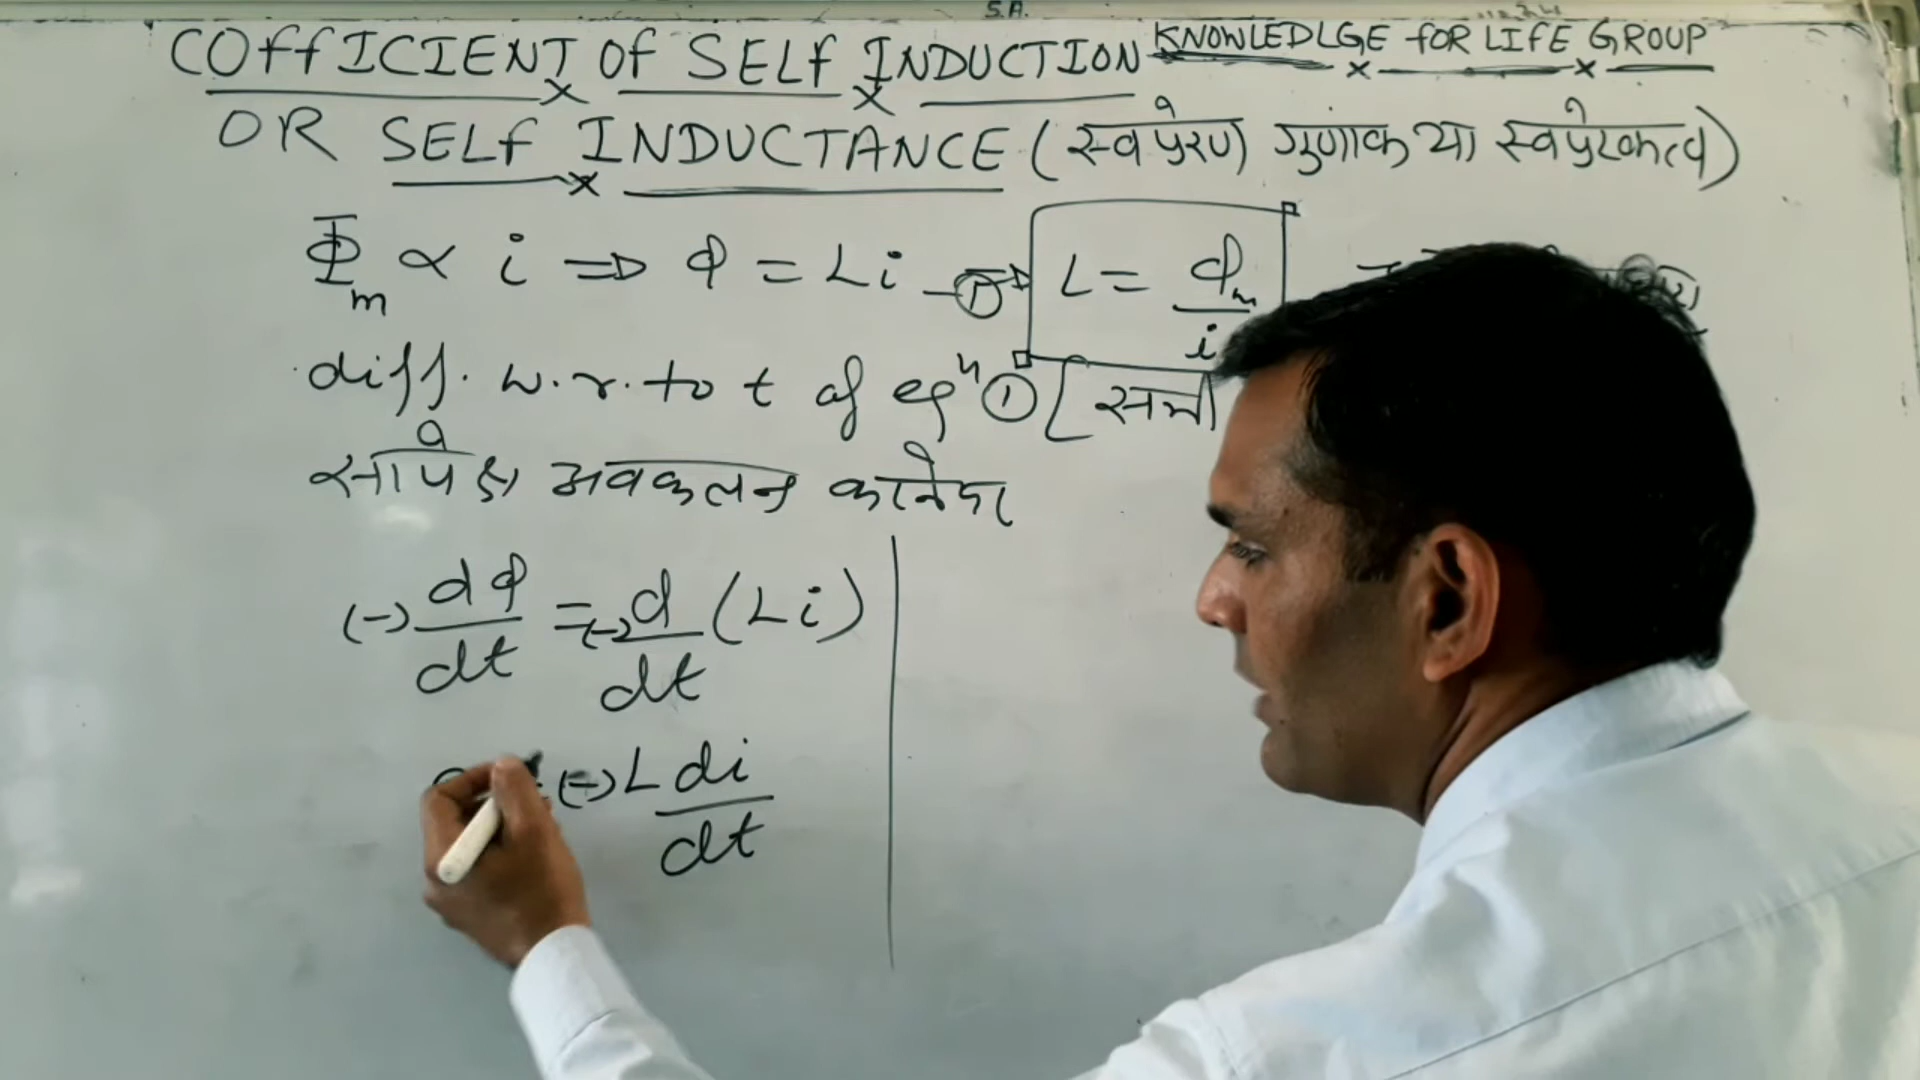 S.A.
COffICIENT Of SELf INDUCTION
KNOWLEDLGE fOR LIFE GROUP
OR SELf INDUCTANCE (स्वप्रेरण गुणांक या स्वप्रेरकत्व)
Φm ∝ i ⇒ Φ = Li —① ⇒ L = Φm/i
diff. w.r. to t of eqn ① [
सापेक्ष अवकलन करनेपर
(-) dΦ/dt = (-) d/dt (Li)
(-) L di/dt